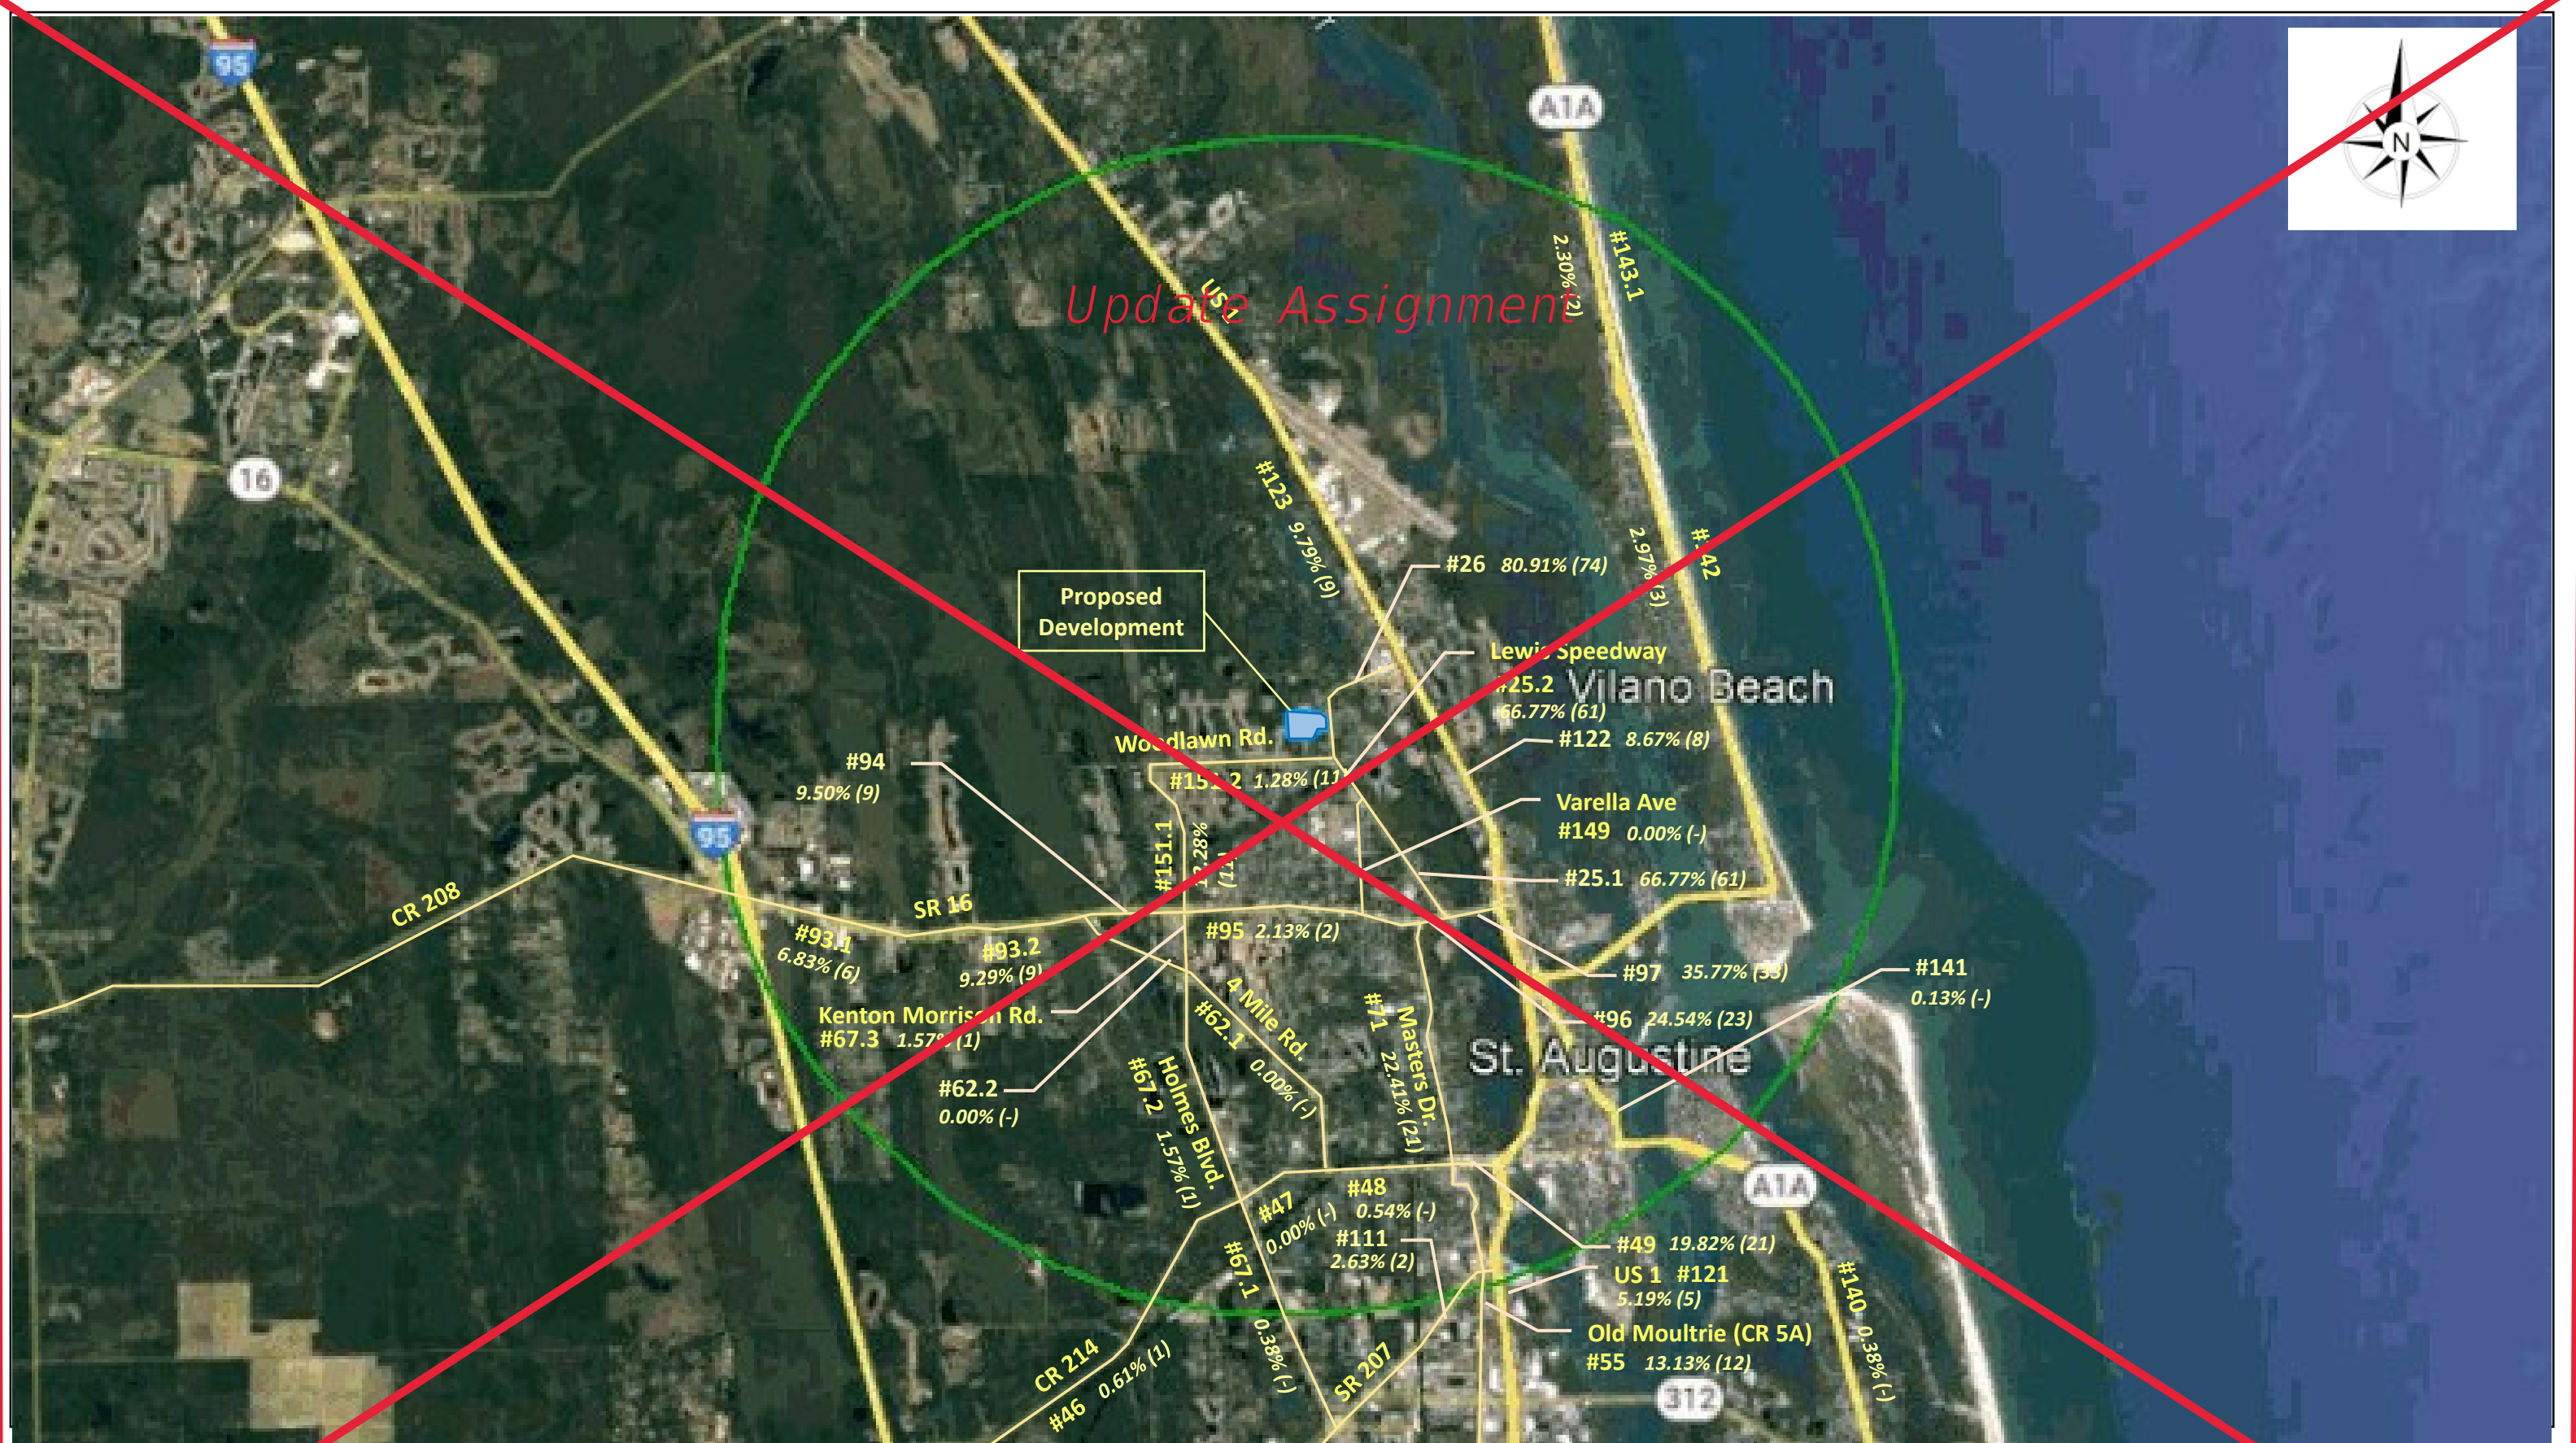 95
A1A
N
#143.1
2.30% (2)
US 1
Update Assignment
16
#123 9.79% (9)
2.97% (3)
#142
#26 80.91% (74)
Proposed
Development
Lewis Speedway
#25.2
66.77% (61)
Vilano Beach
Woodlawn Rd.
#122 8.67% (8)
#94
9.50% (9)
#151.2 1.28% (11)
Varella Ave
#149 0.00% (-)
95
#151.1
12.28%
(11)
#25.1 66.77% (61)
CR 208
SR 16
#93.1
6.83% (6)
#93.2
9.29% (9)
#95 2.13% (2)
#97 35.77% (33)
#141
0.13% (-)
Kenton Morrison Rd.
#67.3 1.57% (1)
4 Mile Rd.
#62.1 0.00% (-)
#71
22.41% (21)
Masters Dr.
#96 24.54% (23)
St. Augustine
#62.2
0.00% (-)
Holmes Blvd.
#67.2 1.57% (1)
A1A
#47
0.00% (-)
#48
0.54% (-)
#111
2.63% (2)
#49 19.82% (21)
US 1 #121
5.19% (5)
#67.1 0.38% (-)
#140 0.38% (-)
Old Moultrie (CR 5A)
#55 13.13% (12)
CR 214
#46 0.61% (1)
SR 207
312